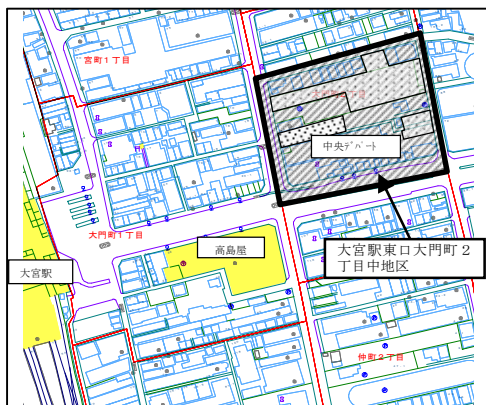 宮町1丁目
中央デパート
大門町1丁目
高島屋
大宮駅
大宮駅東口大門町２
丁目中地区
仲町2丁目